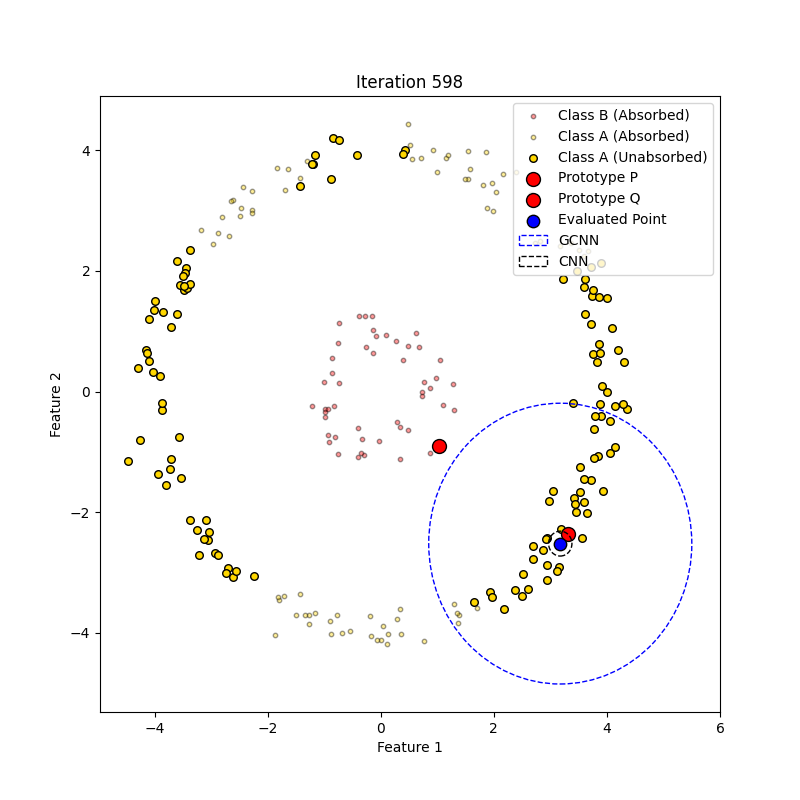 Iteration 598
Class B (Absorbed)
Class A (Absorbed)
Class A (Unabsorbed)
Prototype P
Prototype Q
Evaluated Point
GCNN
CNN
4
2
0
−2
−4
Feature 2
−4
−2
0
2
4
6
Feature 1